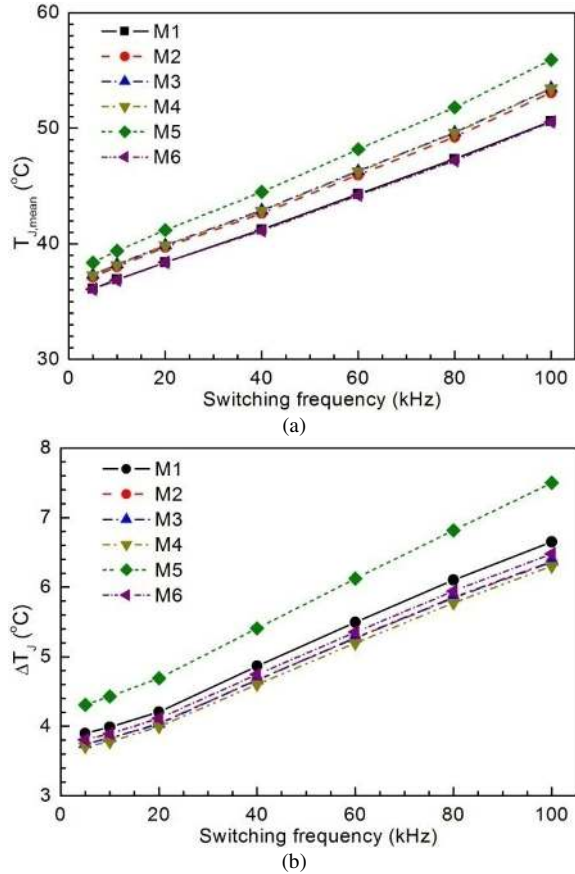 60
50
40
30
T_J,mean (°C)
M1
M2
M3
M4
M5
M6
0 20 40 60 80 100
Switching frequency (kHz)
(a)
8
7
6
5
4
3
ΔT_J (°C)
M1
M2
M3
M4
M5
M6
0 20 40 60 80 100
Switching frequency (kHz)
(b)